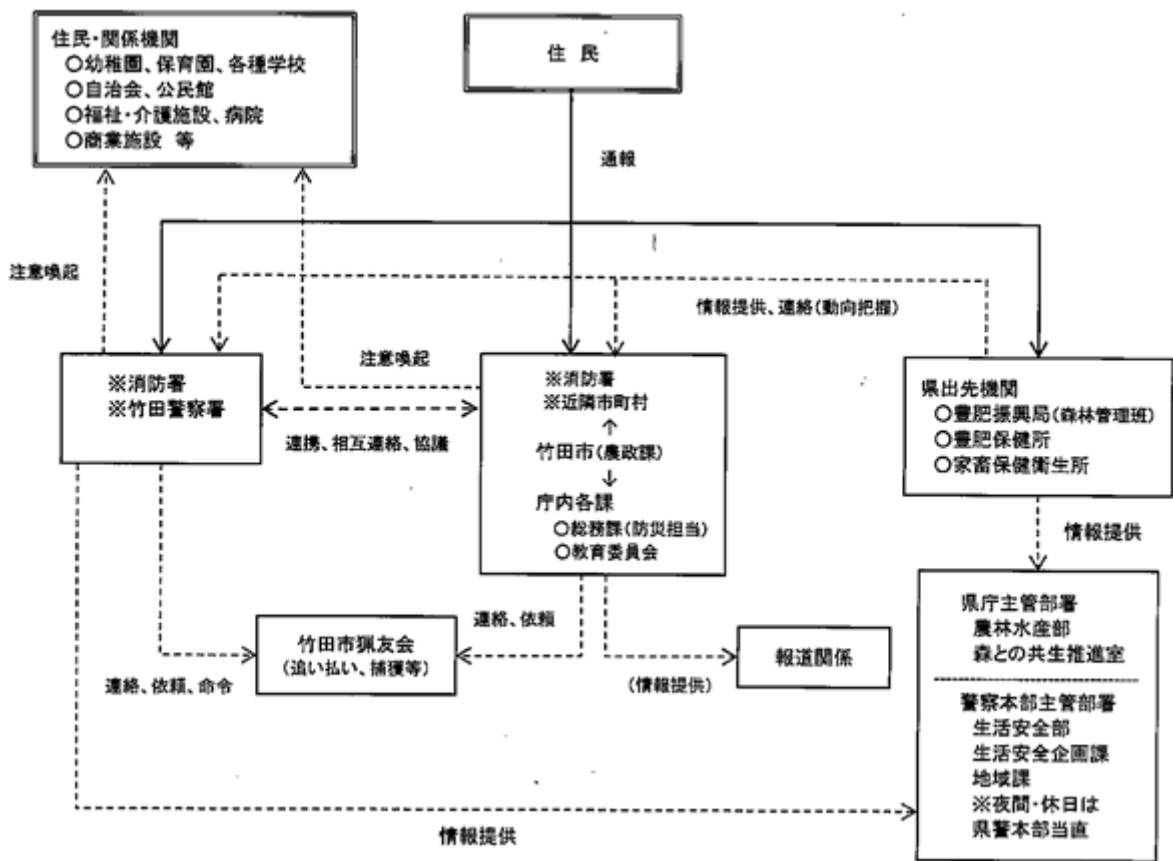 住民・関係機関
○幼稚園、保育園、各種学校
○自治会、公民館
○福祉・介護施設、病院
○商業施設 等
住 民
通報
注意喚起
情報提供、連絡(動向把握)
注意喚起
※消防署
※竹田警察署
連携、相互連絡、協議
※消防署
※近隣市町村
↑
竹田市(農政課)
↓
庁内各課
○総務課(防災担当)
○教育委員会
県出先機関
○豊肥振興局(森林管理班)
○豊肥保健所
○家畜保健衛生所
情報提供
連絡、依頼
竹田市猟友会
(追い払い、捕獲等)
連絡、依頼、命令
報道関係
(情報提供)
県庁主管部署
農林水産部
森との共生推進室
警察本部主管部署
生活安全部
生活安全企画課
地域課
※夜間・休日は
県警本部当直
情報提供